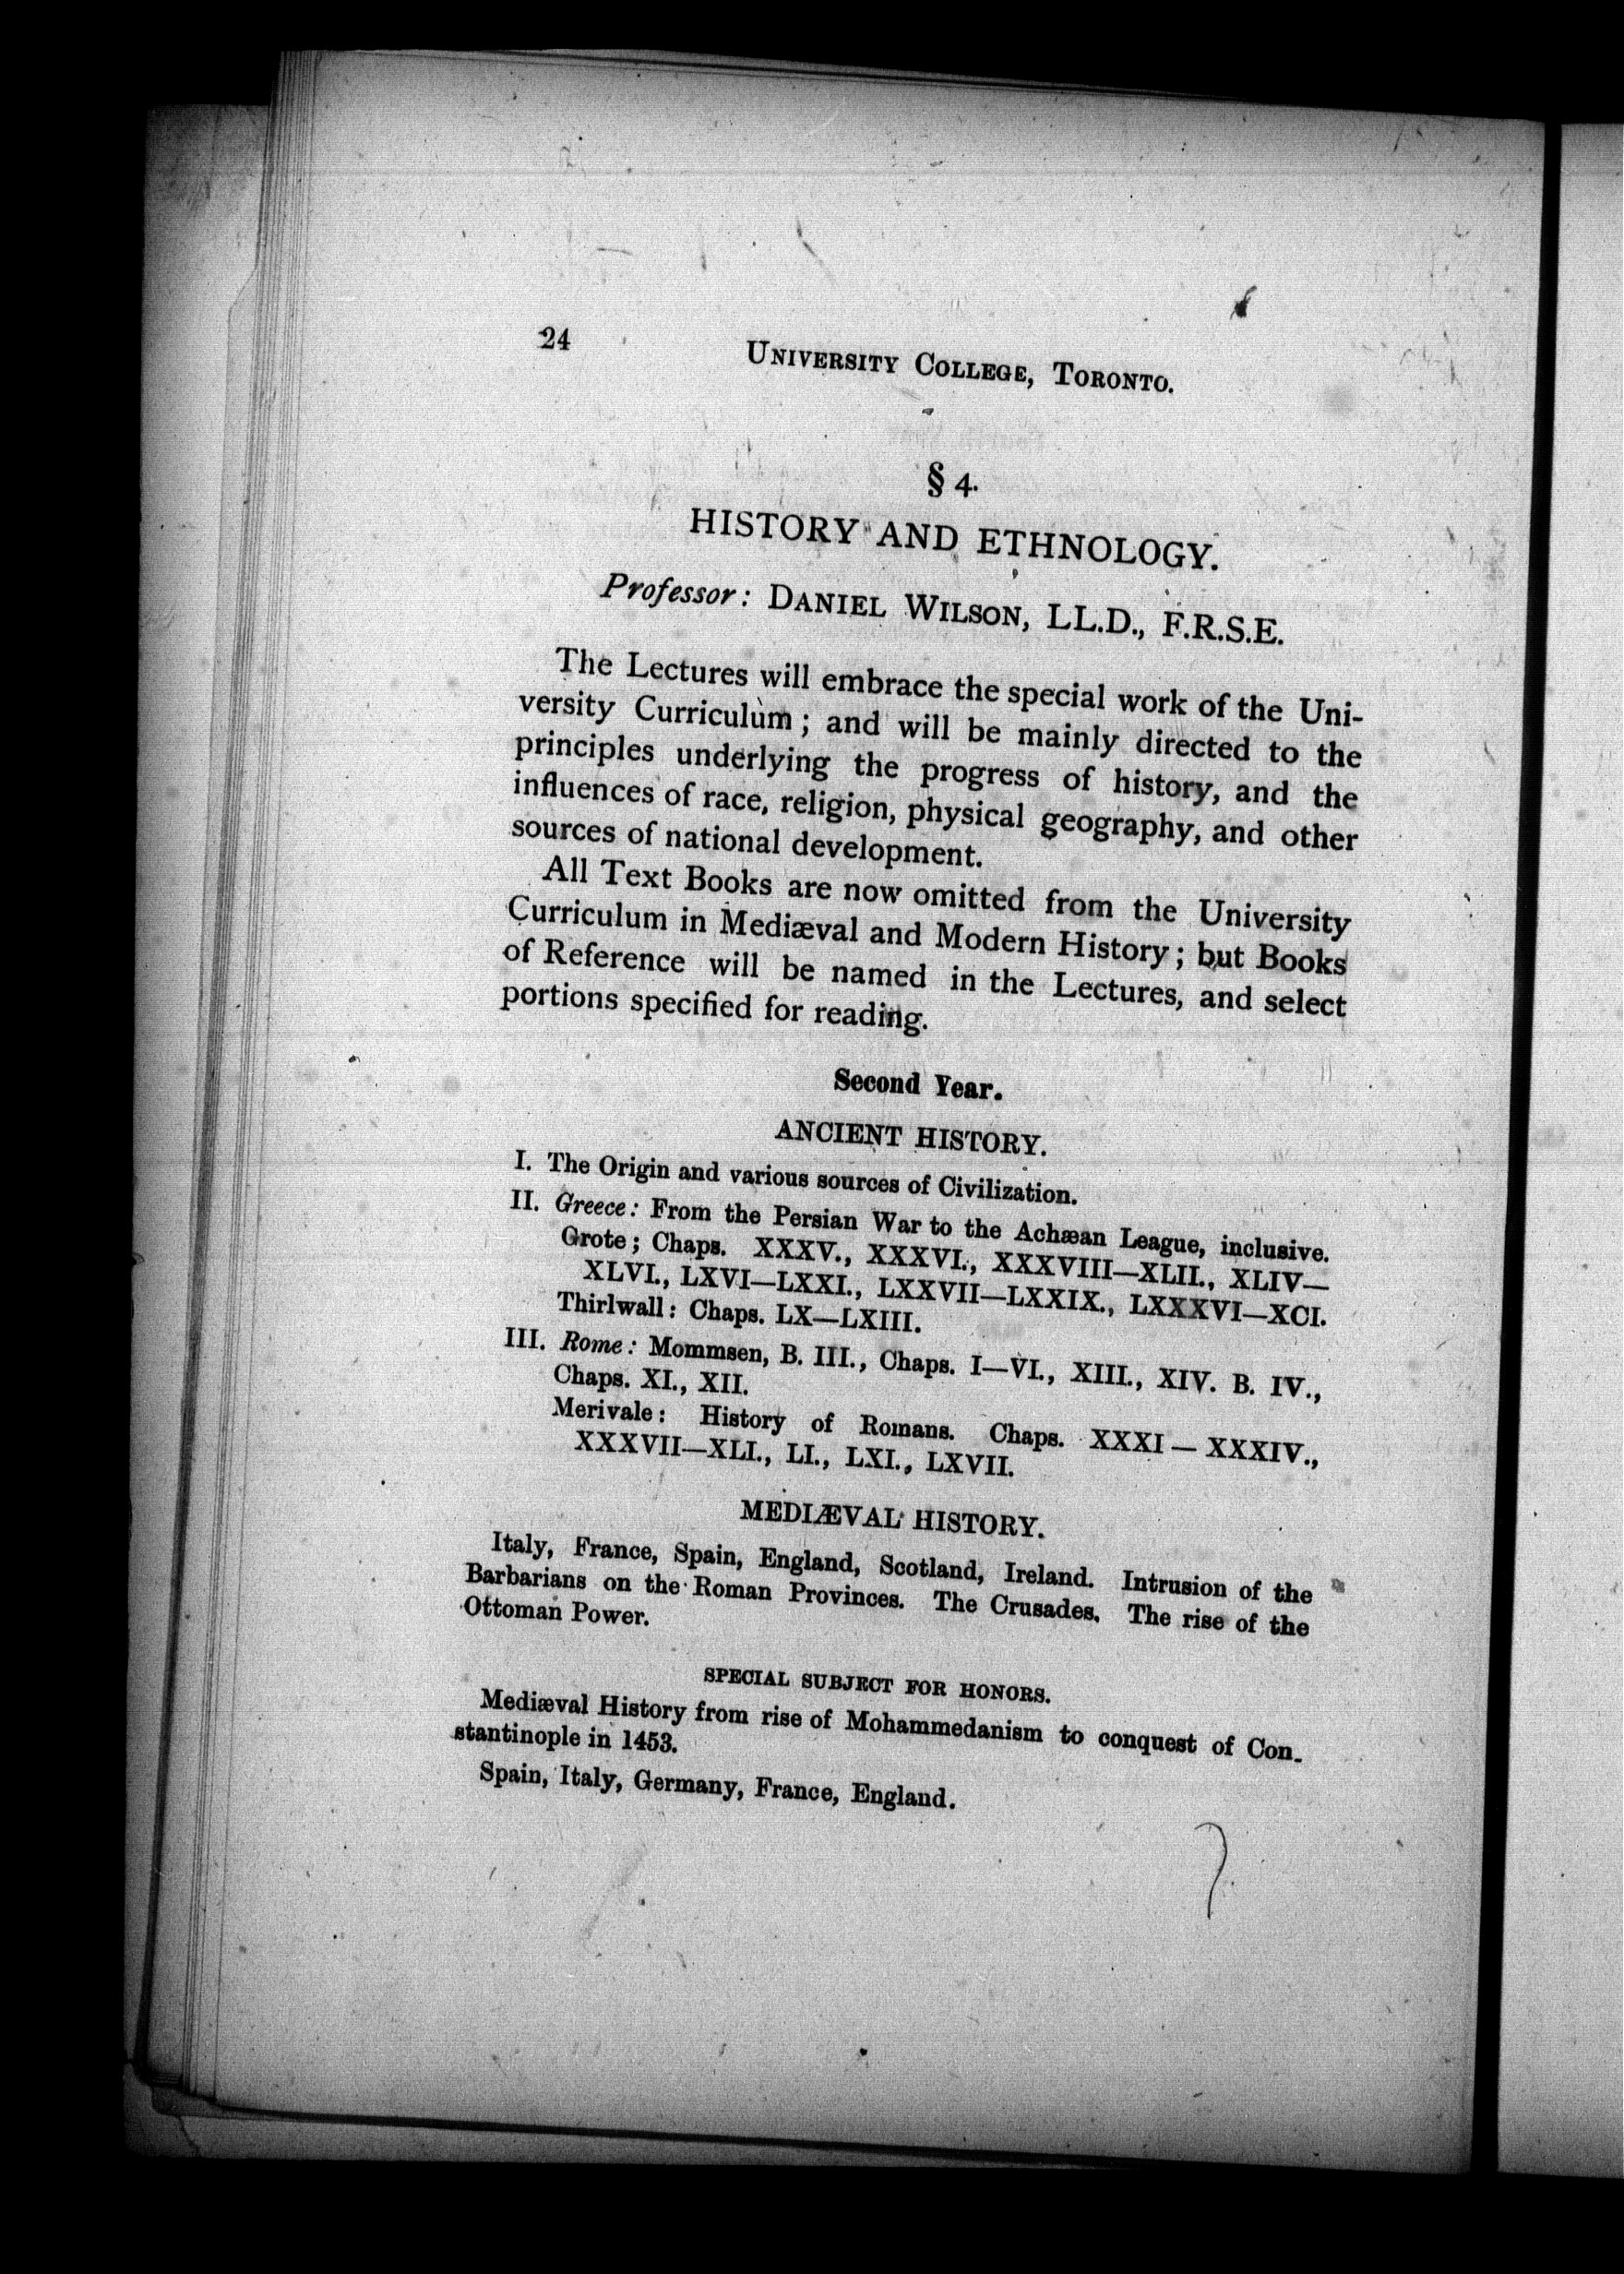 24
University College, Toronto.
§ 4.
HISTORY AND ETHNOLOGY.
Professor: Daniel Wilson, LL.D., F.R.S.E.
The Lectures will embrace the special work of the Uni-
versity Curriculum; and will be mainly directed to the
principles underlying the progress of history, and the
influences of race, religion, physical geography, and other
sources of national development.
All Text Books are now omitted from the University
Curriculum in Mediæval and Modern History; but Books
of Reference will be named in the Lectures, and select
portions specified for reading.
Second Year.
ANCIENT HISTORY.
I. The Origin and various sources of Civilization.
II. Greece: From the Persian War to the Achæan League, inclusive.
Grote; Chaps. XXXV., XXXVI., XXXVIII—XLII., XLIV—
XLVI., LXVI—LXXI., LXXVII—LXXIX., LXXXVI—XCI.
Thirlwall: Chaps. LX—LXIII.
III. Rome: Mommsen, B. III., Chaps. I—VI., XIII., XIV. B. IV.,
Chaps. XI., XII.
Merivale: History of Romans. Chaps. XXXI — XXXIV.,
XXXVII—XLI., LI., LXI., LXVII.
MEDIÆVAL HISTORY.
Italy, France, Spain, England, Scotland, Ireland. Intrusion of the
Barbarians on the Roman Provinces. The Crusades. The rise of the
Ottoman Power.
SPECIAL SUBJECT FOR HONORS.
Mediæval History from rise of Mohammedanism to conquest of Con-
stantinople in 1453.
Spain, Italy, Germany, France, England.